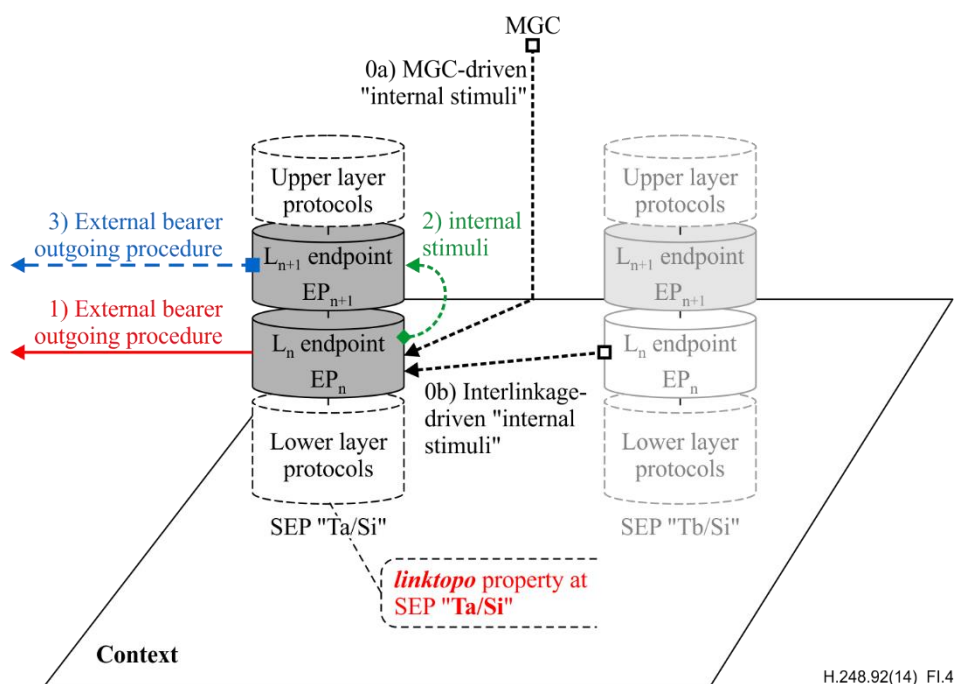 MGC
0a) MGC-driven
"internal stimuli"
Upper layer
protocols
Upper layer
protocols
3) External bearer
outgoing procedure
2) internal
stimuli
Lₙ₊₁ endpoint
EPₙ₊₁
Lₙ₊₁ endpoint
EPₙ₊₁
1) External bearer
outgoing procedure
Lₙ endpoint
EPₙ
Lₙ endpoint
EPₙ
0b) Interlinkage-
driven "internal
stimuli"
Lower layer
protocols
Lower layer
protocols
SEP "Ta/Si"
SEP "Tb/Si"
linktopo property at
SEP "Ta/Si"
Context
H.248.92(14)_FI.4